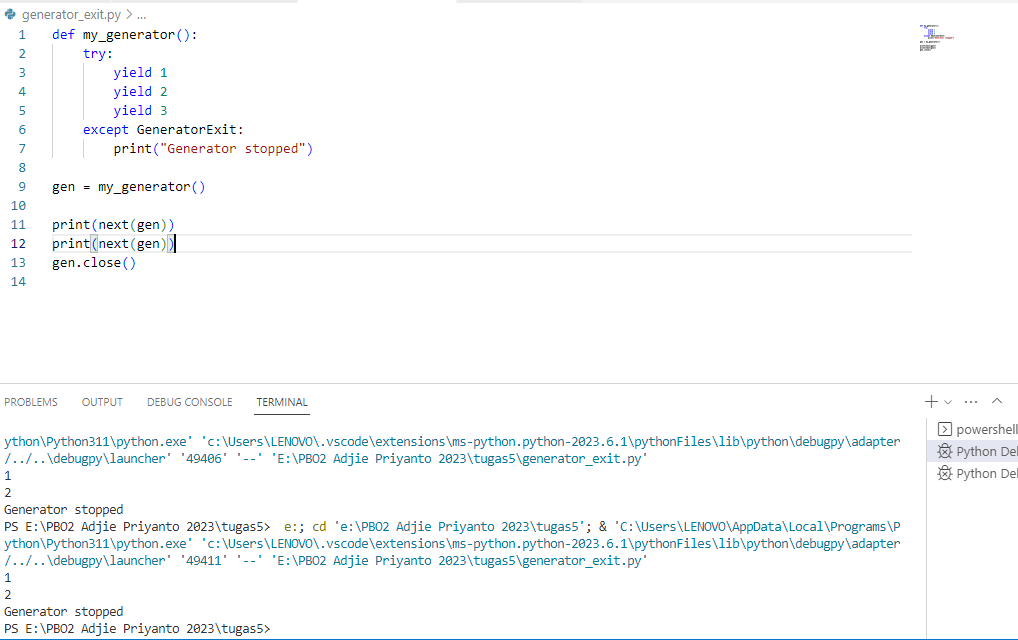 generator_exit.py > ...
1 def my_generator():
2     try:
3         yield 1
4         yield 2
5         yield 3
6     except GeneratorExit:
7         print("Generator stopped")
8
9 gen = my_generator()
10
11 print(next(gen))
12 print(next(gen))
13 gen.close()
14
PROBLEMS OUTPUT DEBUG CONSOLE TERMINAL
ython\Python311\python.exe' 'c:\Users\LENOVO\.vscode\extensions\ms-python.python-2023.6.1\pythonFiles\lib\python\debugpy\adapter
/../..\debugpy\launcher' '49406' '--' 'E:\PBO2 Adjie Priyanto 2023\tugas5\generator_exit.py'
1
2
Generator stopped
PS E:\PBO2 Adjie Priyanto 2023\tugas5>  e:; cd 'e:\PBO2 Adjie Priyanto 2023\tugas5'; & 'C:\Users\LENOVO\AppData\Local\Programs\P
ython\Python311\python.exe' 'c:\Users\LENOVO\.vscode\extensions\ms-python.python-2023.6.1\pythonFiles\lib\python\debugpy\adapter
/../..\debugpy\launcher' '49411' '--' 'E:\PBO2 Adjie Priyanto 2023\tugas5\generator_exit.py'
1
2
Generator stopped
PS E:\PBO2 Adjie Priyanto 2023\tugas5>
powershell
Python Del
Python Del